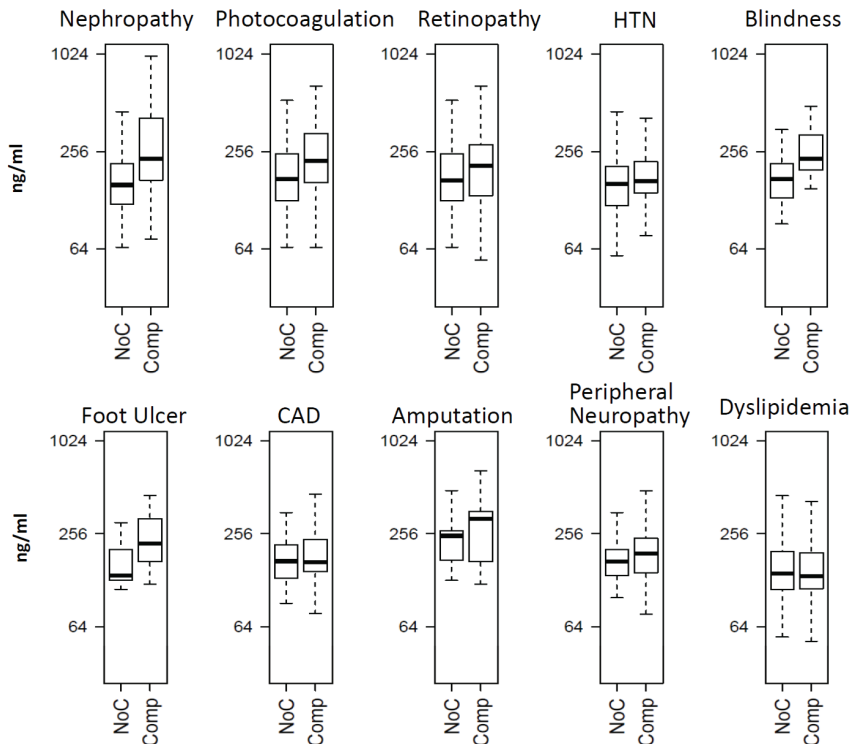 Nephropathy Photocoagulation Retinopathy HTN Blindness
1024 1024 1024 1024 1024
256 256 256 256 256
64 64 64 64 64
ng/ml
NoC Comp NoC Comp NoC Comp NoC Comp NoC Comp
Foot Ulcer CAD Amputation Peripheral Neuropathy Dyslipidemia
1024 1024 1024 1024 1024
256 256 256 256 256
64 64 64 64 64
ng/ml
NoC Comp NoC Comp NoC Comp NoC Comp NoC Comp